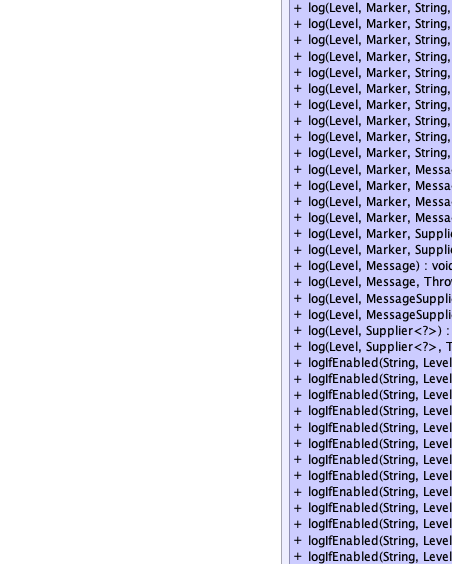 + log(Level, Marker, String,
+ log(Level, Marker, String,
+ log(Level, Marker, String,
+ log(Level, Marker, String,
+ log(Level, Marker, String,
+ log(Level, Marker, String,
+ log(Level, Marker, String,
+ log(Level, Marker, String,
+ log(Level, Marker, String,
+ log(Level, Marker, String,
+ log(Level, Marker, Messa
+ log(Level, Marker, Messa
+ log(Level, Marker, Messa
+ log(Level, Marker, Messa
+ log(Level, Marker, Suppli
+ log(Level, Marker, Suppli
+ log(Level, Message) : void
+ log(Level, Message, Thro
+ log(Level, MessageSuppli
+ log(Level, MessageSuppli
+ log(Level, Supplier<?>) :
+ log(Level, Supplier<?>, T
+ logIfEnabled(String, Level
+ logIfEnabled(String, Level
+ logIfEnabled(String, Level
+ logIfEnabled(String, Level
+ logIfEnabled(String, Level
+ logIfEnabled(String, Level
+ logIfEnabled(String, Level
+ logIfEnabled(String, Level
+ logIfEnabled(String, Level
+ logIfEnabled(String, Level
+ logIfEnabled(String, Level
+ logIfEnabled(String, Level
+ logIfEnabled(String, Level